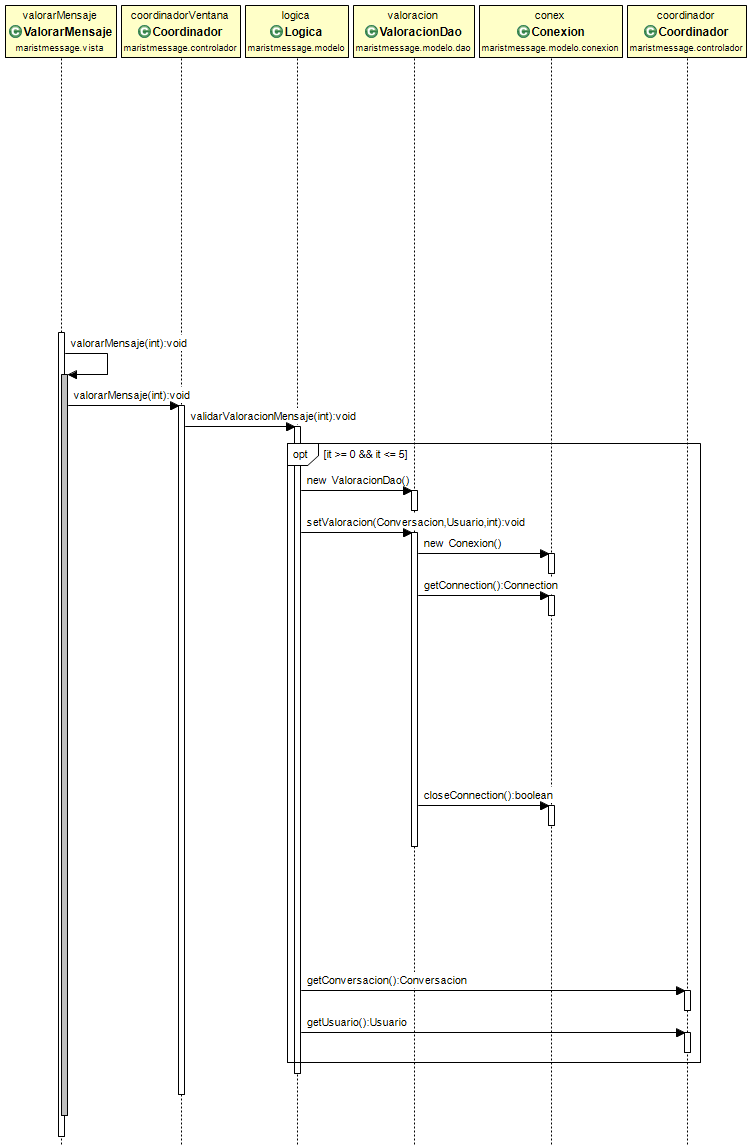 valorarMensaje
C ValorarMensaje
maristmessage.vista
coordinadorVentana
C Coordinador
maristmessage.controlador
logica
C Logica
maristmessage.modelo
valoracion
C ValoracionDao
maristmessage.modelo.dao
conex
C Conexion
maristmessage.modelo.conexion
coordinador
C Coordinador
maristmessage.controlador
valorarMensaje(int):void
valorarMensaje(int):void
validarValoracionMensaje(int):void
opt [it >= 0 && it <= 5]
new ValoracionDao()
setValoracion(Conversacion,Usuario,int):void
new Conexion()
getConnection():Connection
closeConnection():boolean
getConversacion():Conversacion
getUsuario():Usuario